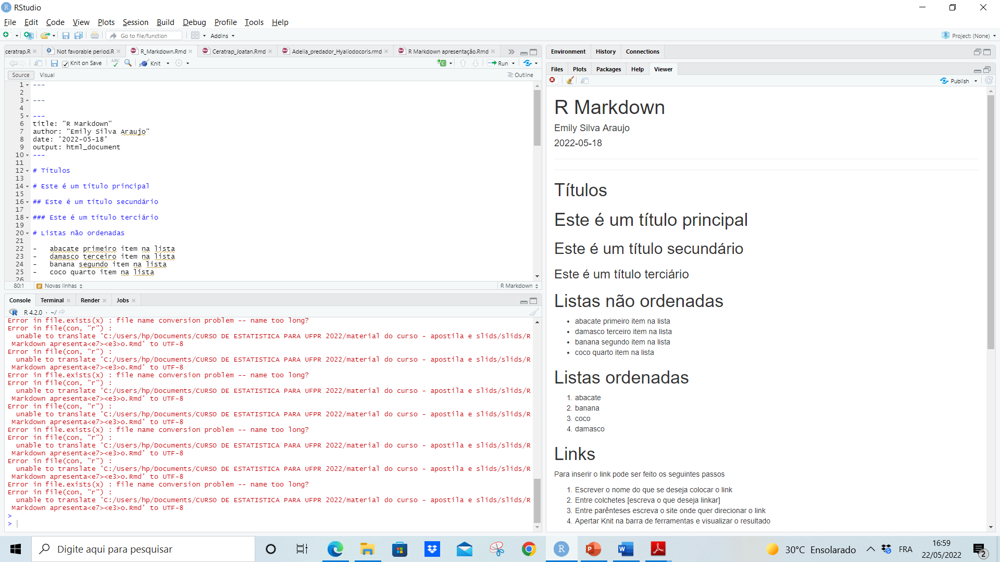 RStudio
File Edit Code View Plots Session Build Debug Profile Tools Help
Go to file/function Addins Project: (None)
ceratrap.R Not favorable period.R R_Markdown.Rmd Ceratrap_Joatan.Rmd Adelia_predador_Hyaliodocoris.rmd R Markdown apresentação.Rmd
Knit on Save ABC Knit Run
Source Visual Outline
1 ---
2
3 ---
4
5 ---
6 title: "R Markdown"
7 author: "Emily Silva Araujo"
8 date: '2022-05-18'
9 output: html_document
10 ---
11
12 # Títulos
13
14 # Este é um título principal
15
16 ## Este é um título secundário
17
18 ### Este é um título terciário
19
20 # Listas não ordenadas
21
22 - abacate primeiro item na lista
23 - damasco terceiro item na lista
24 - banana segundo item na lista
25 - coco quarto item na lista
26
80:1 # Novas linhas R Markdown
Console Terminal Render Jobs
R 4.2.0 · ~/
Error in file.exists(x) : file name conversion problem -- name too long?
Error in file(con, "r") :
unable to translate 'C:/Users/hp/Documents/CURSO DE ESTATISTICA PARA UFPR 2022/material do curso - apostila e slids/slids/R
Markdown apresenta<e7><e3>o.Rmd' to UTF-8
Error in file(con, "r") :
unable to translate 'C:/Users/hp/Documents/CURSO DE ESTATISTICA PARA UFPR 2022/material do curso - apostila e slids/slids/R
Markdown apresenta<e7><e3>o.Rmd' to UTF-8
Error in file.exists(x) : file name conversion problem -- name too long?
Error in file(con, "r") :
unable to translate 'C:/Users/hp/Documents/CURSO DE ESTATISTICA PARA UFPR 2022/material do curso - apostila e slids/slids/R
Markdown apresenta<e7><e3>o.Rmd' to UTF-8
Error in file(con, "r") :
unable to translate 'C:/Users/hp/Documents/CURSO DE ESTATISTICA PARA UFPR 2022/material do curso - apostila e slids/slids/R
Markdown apresenta<e7><e3>o.Rmd' to UTF-8
Error in file.exists(x) : file name conversion problem -- name too long?
Error in file(con, "r") :
unable to translate 'C:/Users/hp/Documents/CURSO DE ESTATISTICA PARA UFPR 2022/material do curso - apostila e slids/slids/R
Markdown apresenta<e7><e3>o.Rmd' to UTF-8
Error in file(con, "r") :
unable to translate 'C:/Users/hp/Documents/CURSO DE ESTATISTICA PARA UFPR 2022/material do curso - apostila e slids/slids/R
Markdown apresenta<e7><e3>o.Rmd' to UTF-8
Error in file.exists(x) : file name conversion problem -- name too long?
Error in file(con, "r") :
unable to translate 'C:/Users/hp/Documents/CURSO DE ESTATISTICA PARA UFPR 2022/material do curso - apostila e slids/slids/R
Markdown apresenta<e7><e3>o.Rmd' to UTF-8
>
>
Environment History Connections
Files Plots Packages Help Viewer
Publish
R Markdown
Emily Silva Araujo
2022-05-18
Títulos
Este é um título principal
Este é um título secundário
Este é um título terciário
Listas não ordenadas
• abacate primeiro item na lista
• damasco terceiro item na lista
• banana segundo item na lista
• coco quarto item na lista
Listas ordenadas
1. abacate
2. banana
3. coco
4. damasco
Links
Para inserir o link pode ser feito os seguintes passos
1. Escrever o nome do que se deseja colocar o link
2. Entre colchetes [escreva o que deseja linkar]
3. Entre parênteses escreva o site onde quer direcionar o link
4. Apertar Knit na barra de ferramentas e visualizar o resultado
Digite aqui para pesquisar
30°C Ensolarado FRA 16:59
22/05/2022
2